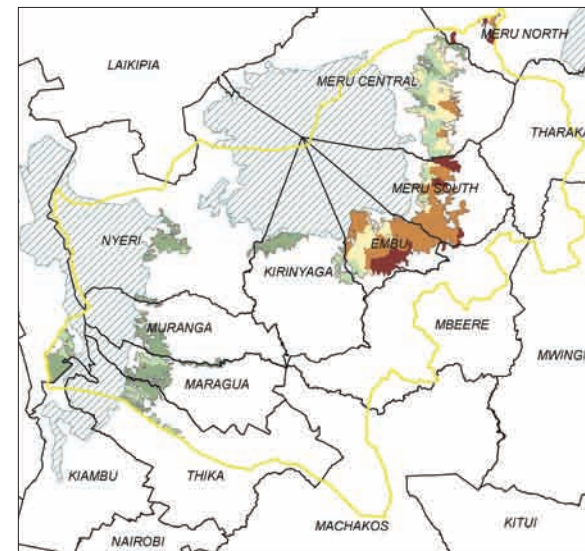 MERU NORTH
LAIKIPIA
MERU CENTRAL
THARAKA
MERU SOUTH
NYERI
EMBU
KIRINYAGA
MURANGA
MBEERE
MWINGI
MARAGUA
KIAMBU
THIKA
MACHAKOS
KITUI
NAIROBI